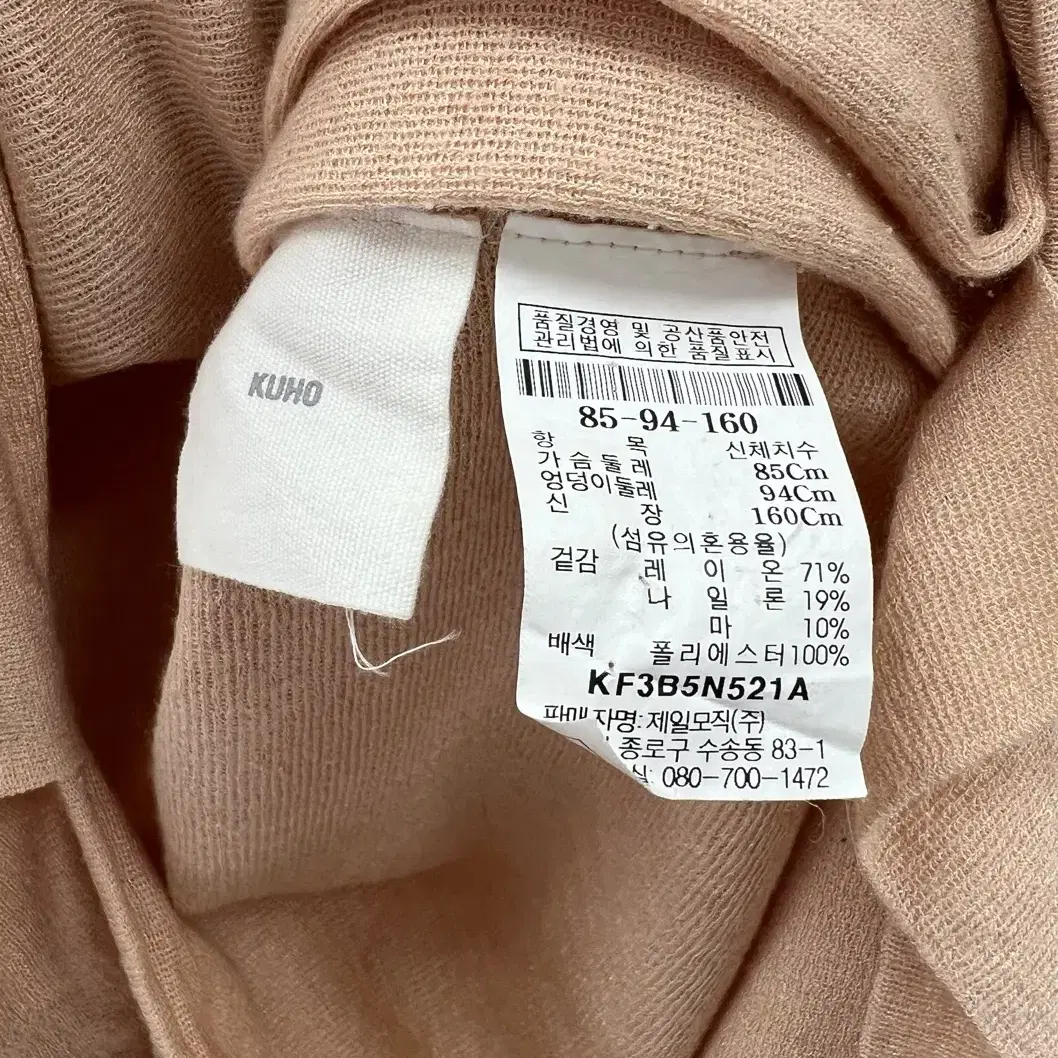 KUHO
품질경영 및 공산품안전
관리법에 의한 품질표시
85-94-160
항 목 신체치수
가슴둘레 85Cm
엉덩이둘레 94Cm
신 장 160Cm
(섬유의혼용율)
겉감 레 이 온 71%
나 일 론 19%
마 10%
배색 폴리에스터100%
KF3B5N521A
판매자명: 제일모직(주)
종로구 수송동 83-1
실: 080-700-1472